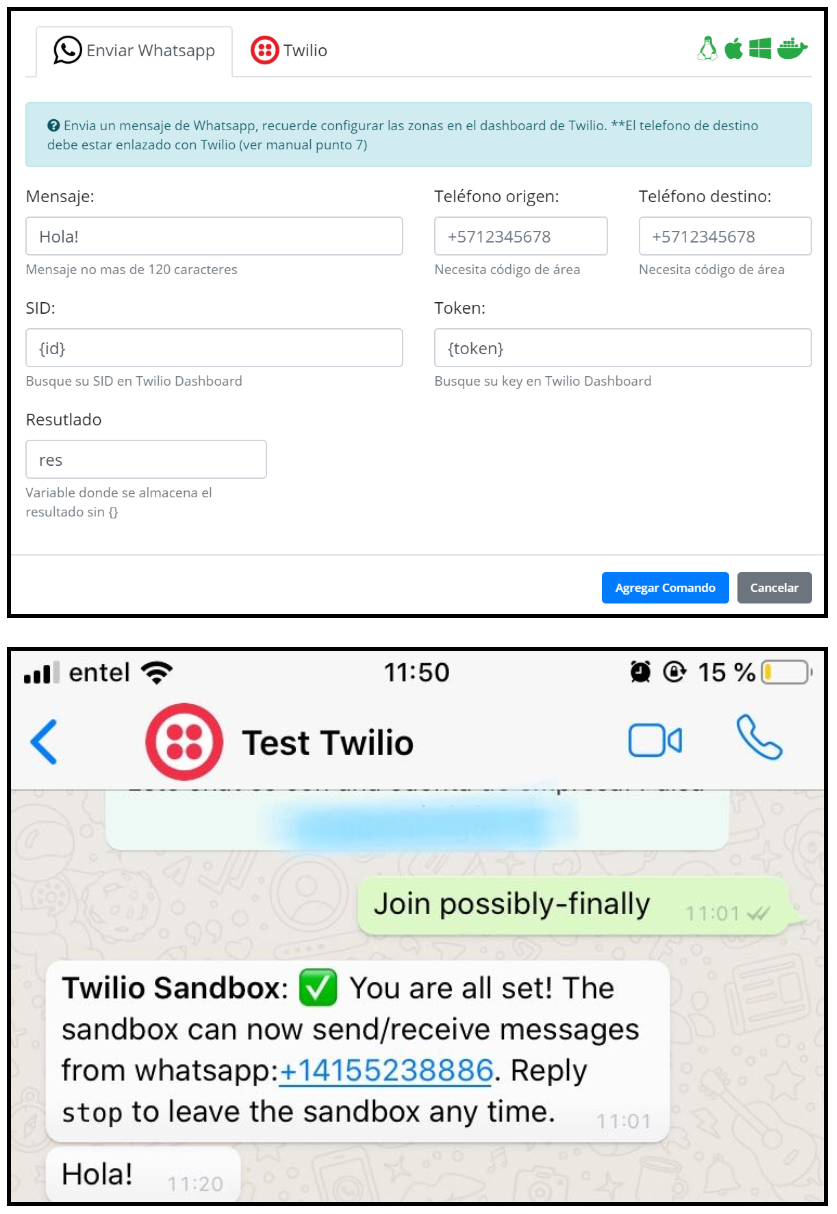 Enviar Whatsapp
Twilio
Envia un mensaje de Whatsapp, recuerde configurar las zonas en el dashboard de Twilio. **El telefono de destino
debe estar enlazado con Twilio (ver manual punto 7)
Mensaje:
Teléfono origen:
Teléfono destino:
Hola!
+5712345678
+5712345678
Mensaje no mas de 120 caracteres
Necesita código de área
Necesita código de área
SID:
Token:
{id}
{token}
Busque su SID en Twilio Dashboard
Busque su key en Twilio Dashboard
Resutlado
res
Variable donde se almacena el
resultado sin {}
Agregar Comando
Cancelar
entel
11:50
15 %
Test Twilio
Join possibly-finally
11:01
Twilio Sandbox: ✅ You are all set! The
sandbox can now send/receive messages
from whatsapp:+14155238886. Reply
stop to leave the sandbox any time.
11:01
Hola!
11:20